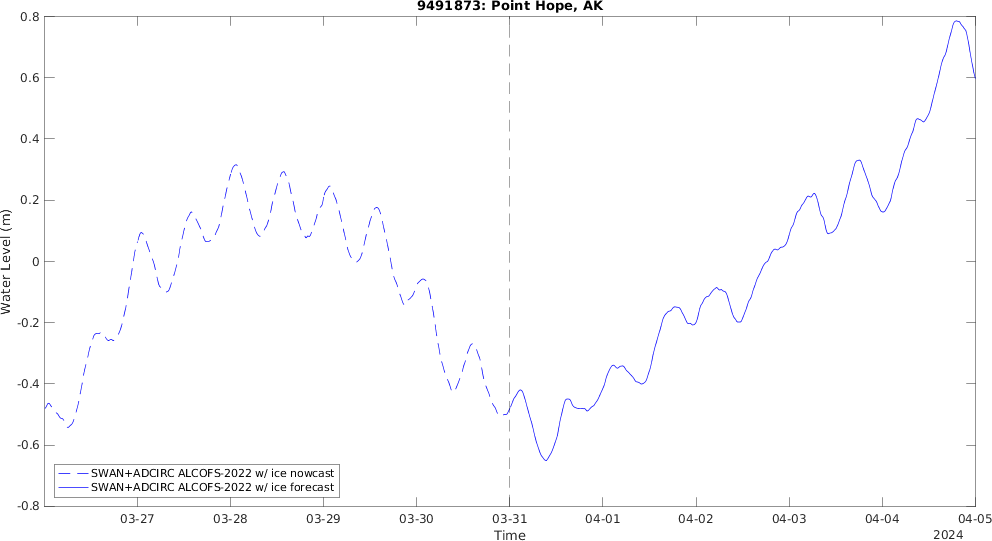 9491873: Point Hope, AK
0.8
0.6
0.4
0.2
0
-0.2
-0.4
-0.6
-0.8
Water Level (m)
SWAN+ADCIRC ALCOFS-2022 w/ ice nowcast
SWAN+ADCIRC ALCOFS-2022 w/ ice forecast
03-27 03-28 03-29 03-30 03-31 04-01 04-02 04-03 04-04 04-05
Time
2024